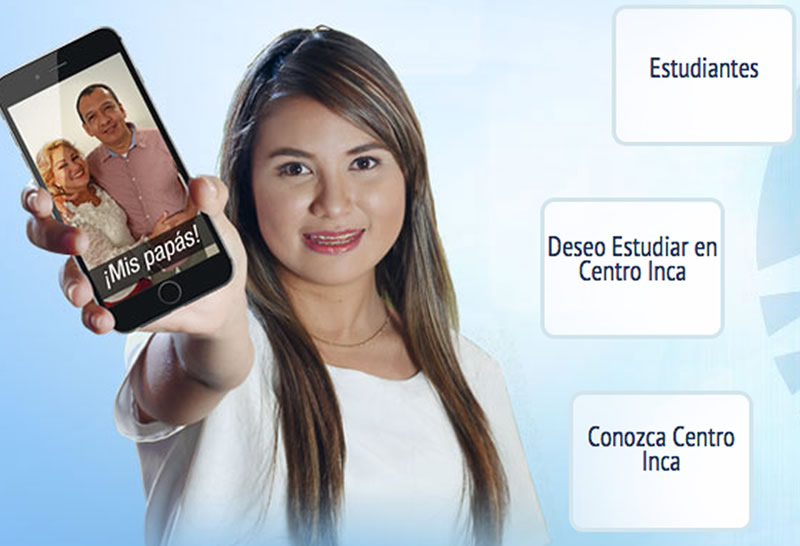 ¡Mis papás!
Estudiantes
Deseo Estudiar en
Centro Inca
Conozca Centro
Inca